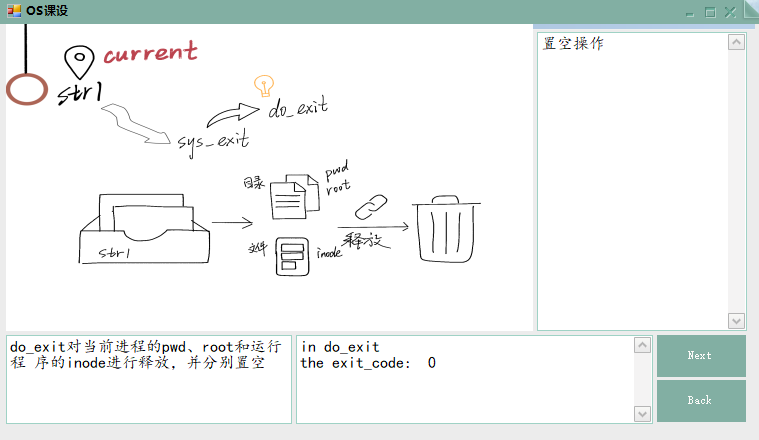 OS课设
current
str1
sys_exit
do_exit
目录
pwd
root
str1
文件
inode
释放
置空操作
do_exit对当前进程的pwd、root和运行
程 序的inode进行释放，并分别置空
in do_exit
the exit_code: 0
Next
Back